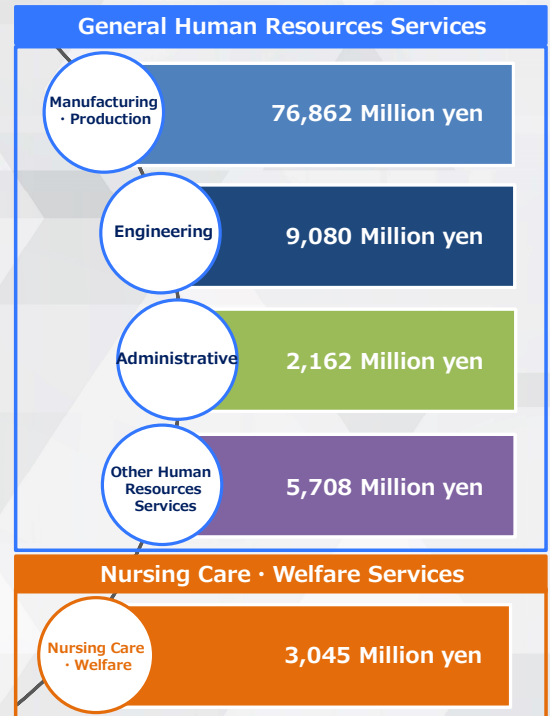 General Human Resources Services
Manufacturing
・Production
76,862 Million yen
Engineering
9,080 Million yen
Administrative
2,162 Million yen
Other Human
Resources
Services
5,708 Million yen
Nursing Care・Welfare Services
Nursing Care
・Welfare
3,045 Million yen